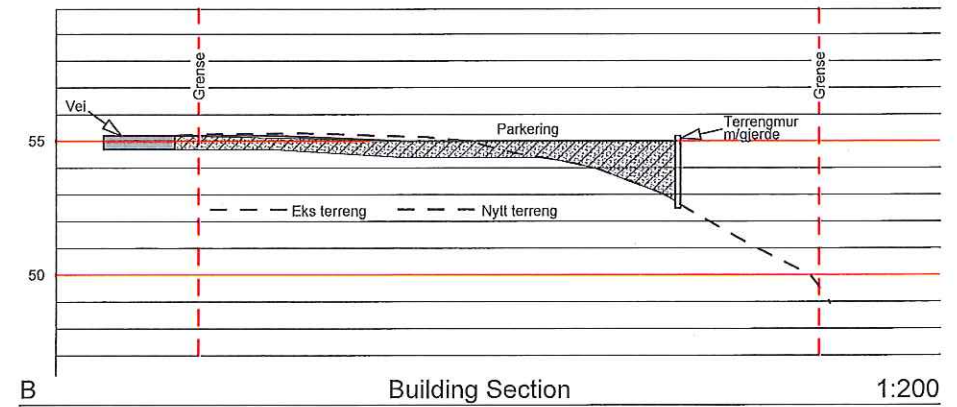 Grense
Grense
Vei
Terrengmur
m/gjerde
Parkering
55
Eks terreng
Nytt terreng
50
B
Building Section
1:200